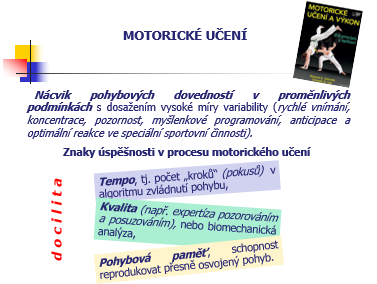 MOTORICKÉ UČENÍ
MOTORICKÉ
UČENÍ A VÝKON
Nácvik pohybových dovedností v proměnlivých
podmínkách s dosažením vysoké míry variability (rychlé vnímání,
koncentrace, pozornost, myšlenkové programování, anticipace a
optimální reakce ve speciální sportovní činnosti).
Znaky úspěšnosti v procesu motorického učení
docilita
Tempo, tj. počet „kroků“ (pokusů) v
algoritmu zvládnutí pohybu,
Kvalita (např. expertíza pozorováním
a posuzováním), nebo biomechanická
analýza,
Pohybová paměť, schopnost
reprodukovat přesně osvojený pohyb.